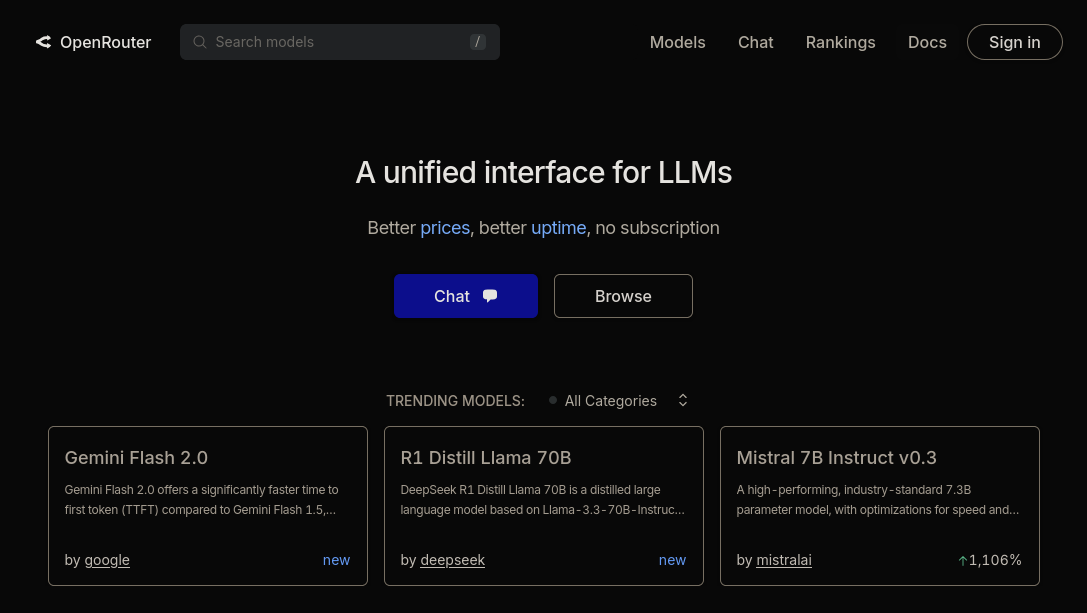 OpenRouter
Search models
/
Models
Chat
Rankings
Docs
Sign in
A unified interface for LLMs
Better prices, better uptime, no subscription
Chat
Browse
TRENDING MODELS:
All Categories
Gemini Flash 2.0
Gemini Flash 2.0 offers a significantly faster time to
first token (TTFT) compared to Gemini Flash 1.5,...
by google
new
R1 Distill Llama 70B
DeepSeek R1 Distill Llama 70B is a distilled large
language model based on Llama-3.3-70B-Instruc...
by deepseek
new
Mistral 7B Instruct v0.3
A high-performing, industry-standard 7.3B
parameter model, with optimizations for speed and...
by mistralai
↑1,106%